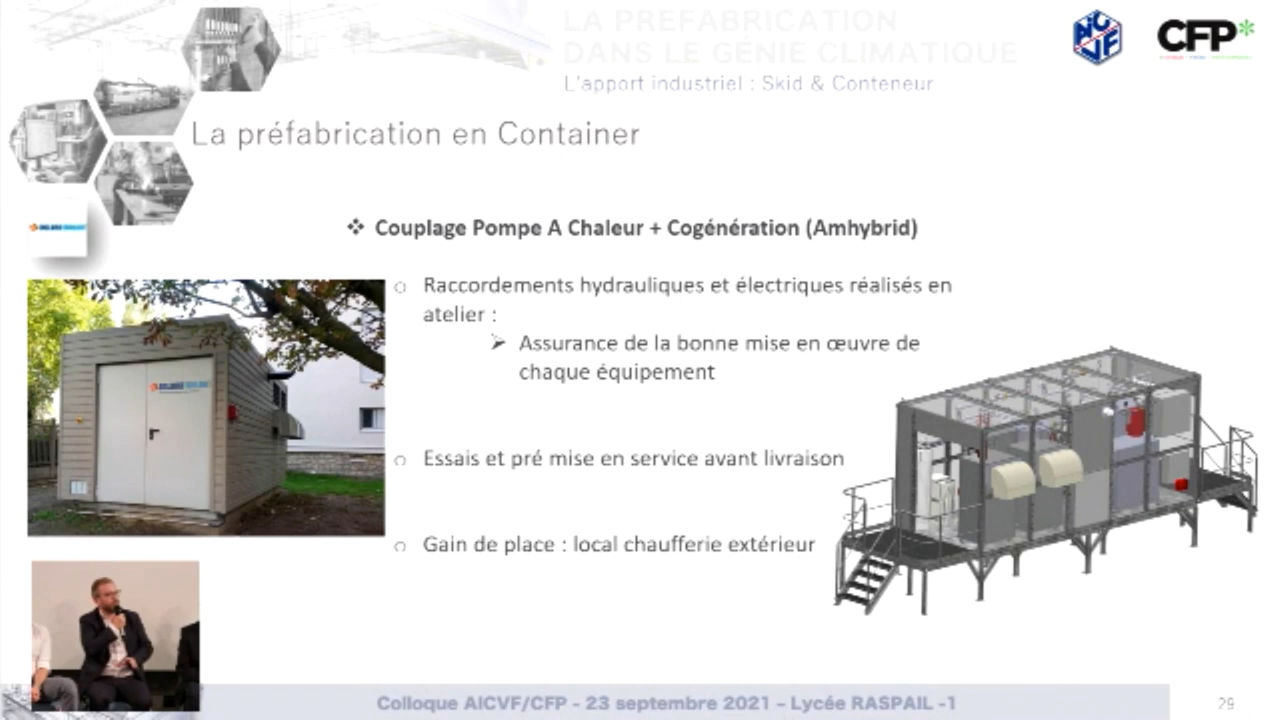 LA PREFABRICATION
DANS LE GÉNIE CLIMATIQUE
L'apport industriel : Skid & Conteneur
CFP*
La préfabrication en Container
❖ Couplage Pompe A Chaleur + Cogénération (Amhybrid)
o Raccordements hydrauliques et électriques réalisés en
atelier :
➢ Assurance de la bonne mise en œuvre de
chaque équipement
o Essais et pré mise en service avant livraison
o Gain de place : local chaufferie extérieur
Colloque AICVF/CFP - 23 septembre 2021 – Lycée RASPAIL -1
29